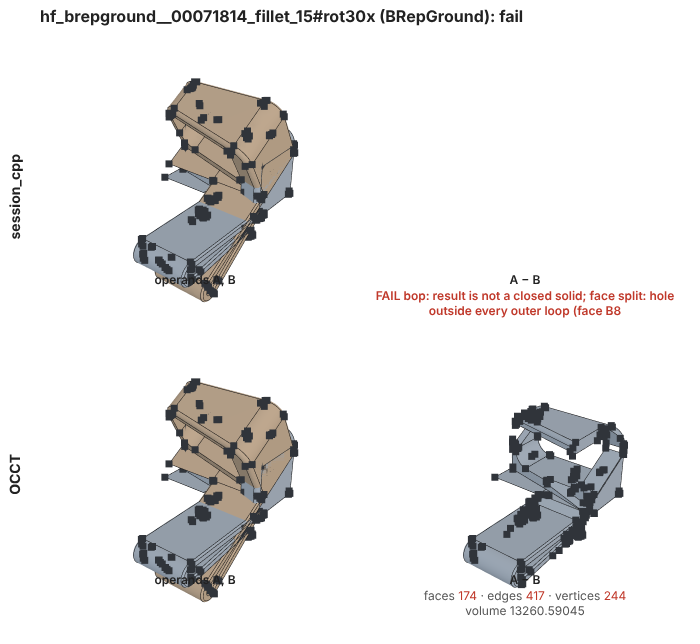 hf_brepground__00071814_fillet_15#rot30x (BRepGround): fail
session_cpp
operands A, B
A − B
FAIL bop: result is not a closed solid; face split: hole
outside every outer loop (face B8
OCCT
operands A, B
A − B
faces 174 · edges 417 · vertices 244
volume 13260.59045